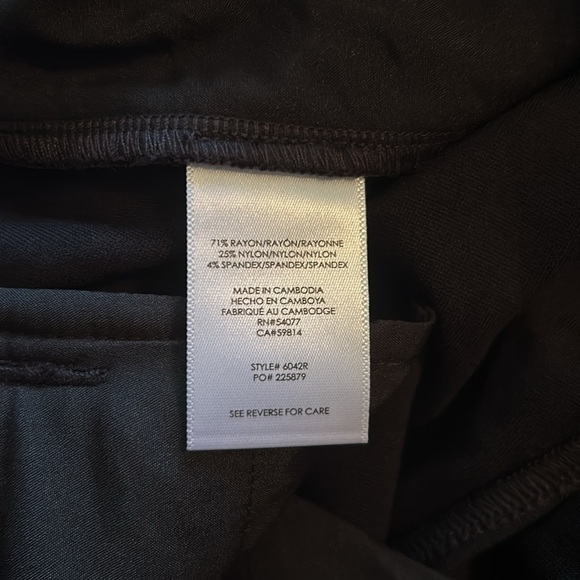 71% RAYON/RAYÓN/RAYONNE
25% NYLON/NYLON/NYLON
4% SPANDEX/SPANDEX/SPANDEX
MADE IN CAMBODIA
HECHO EN CAMBOYA
FABRIQUÉ AU CAMBODGE
RN#54077
CA#59814
STYLE# 6042R
PO# 225879
SEE REVERSE FOR CARE